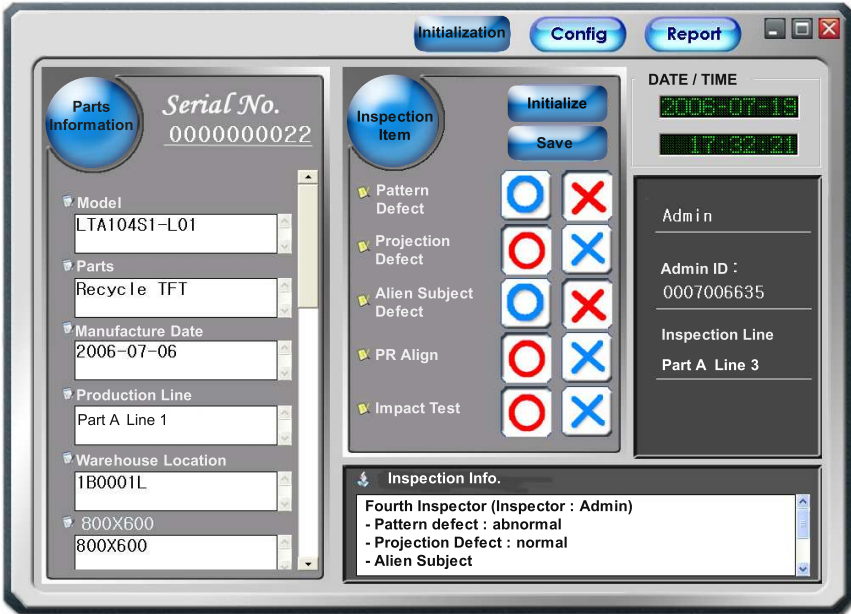 Initialization
Config
Report
Parts
Information
Serial No.
0000000022
Model
LTA104S1-L01
Parts
Recycle TFT
Manufacture Date
2006-07-06
Production Line
Part A Line 1
Warehouse Location
1B0001L
800X600
800X600
Inspection
Item
Initialize
Save
Pattern
Defect
Projection
Defect
Alien Subject
Defect
PR Align
Impact Test
DATE / TIME
2006-07-19
17:32:21
Admin
Admin ID :
0007006635
Inspection Line
Part A Line 3
Inspection Info.
Fourth Inspector (Inspector : Admin)
- Pattern defect : abnormal
- Projection Defect : normal
- Alien Subject